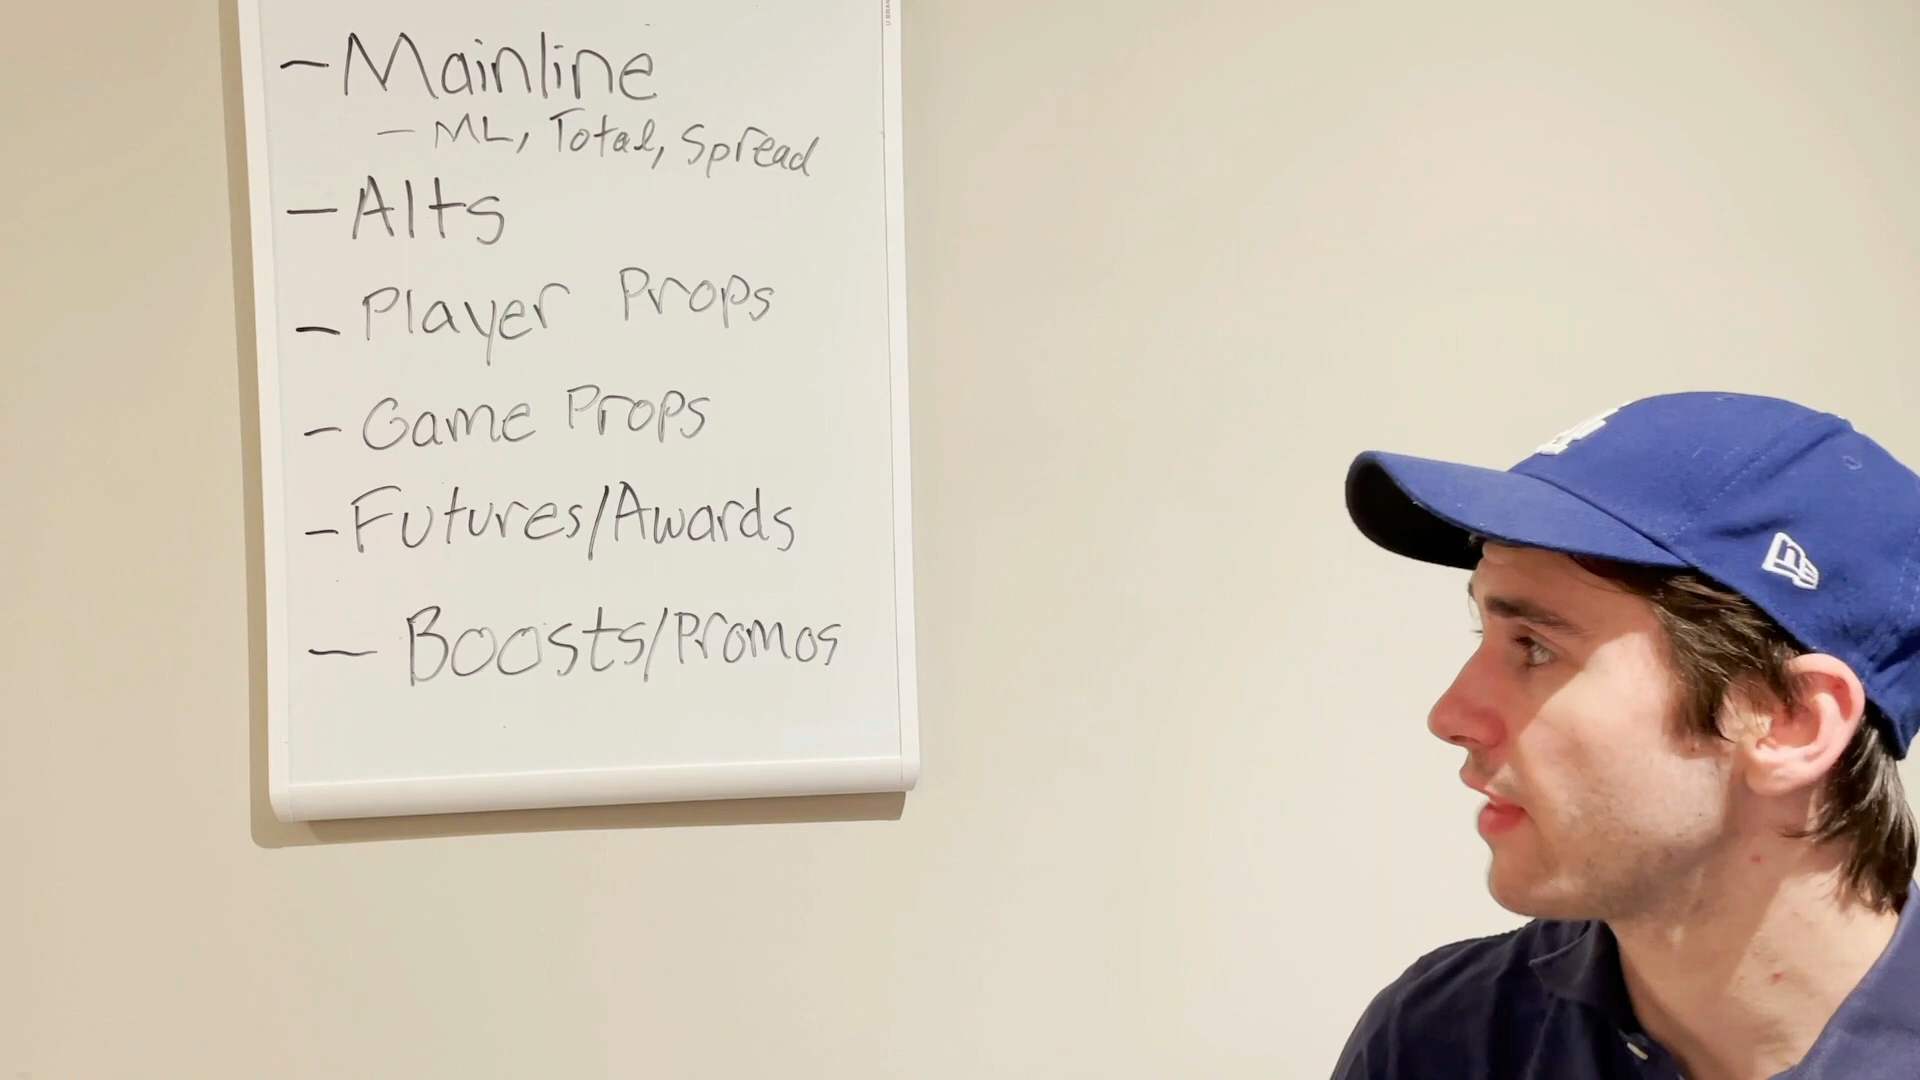 - Mainline
- ML, Total, Spread
- Alts
- Player Props
- Game Props
- Futures/Awards
- Boosts/Promos